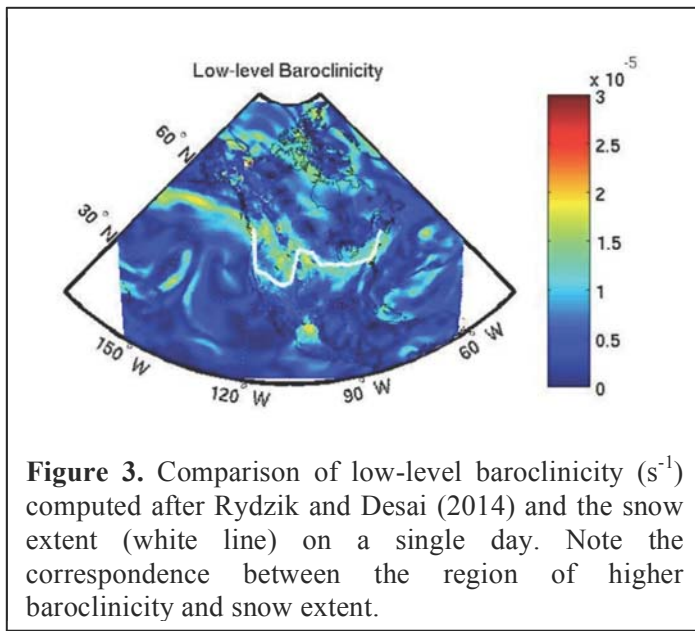 Low-level Baroclinicity
x 10⁻⁵
3
2.5
2
1.5
1
0.5
0
60° N
30° N
150° W
120° W
90° W
60° W
Figure 3. Comparison of low-level baroclinicity (s⁻¹)
computed after Rydzik and Desai (2014) and the snow
extent (white line) on a single day. Note the
correspondence between the region of higher
baroclinicity and snow extent.